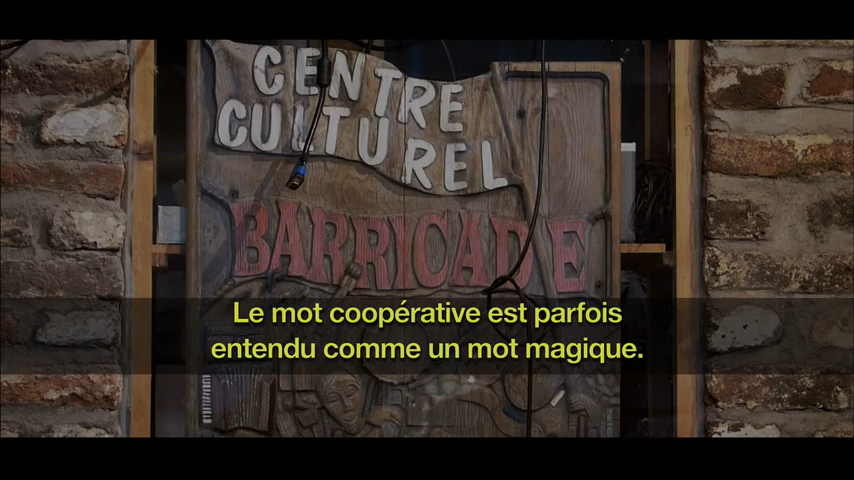 CENTRE
CULTUREL
BARRICADE
Le mot coopérative est parfois
entendu comme un mot magique.